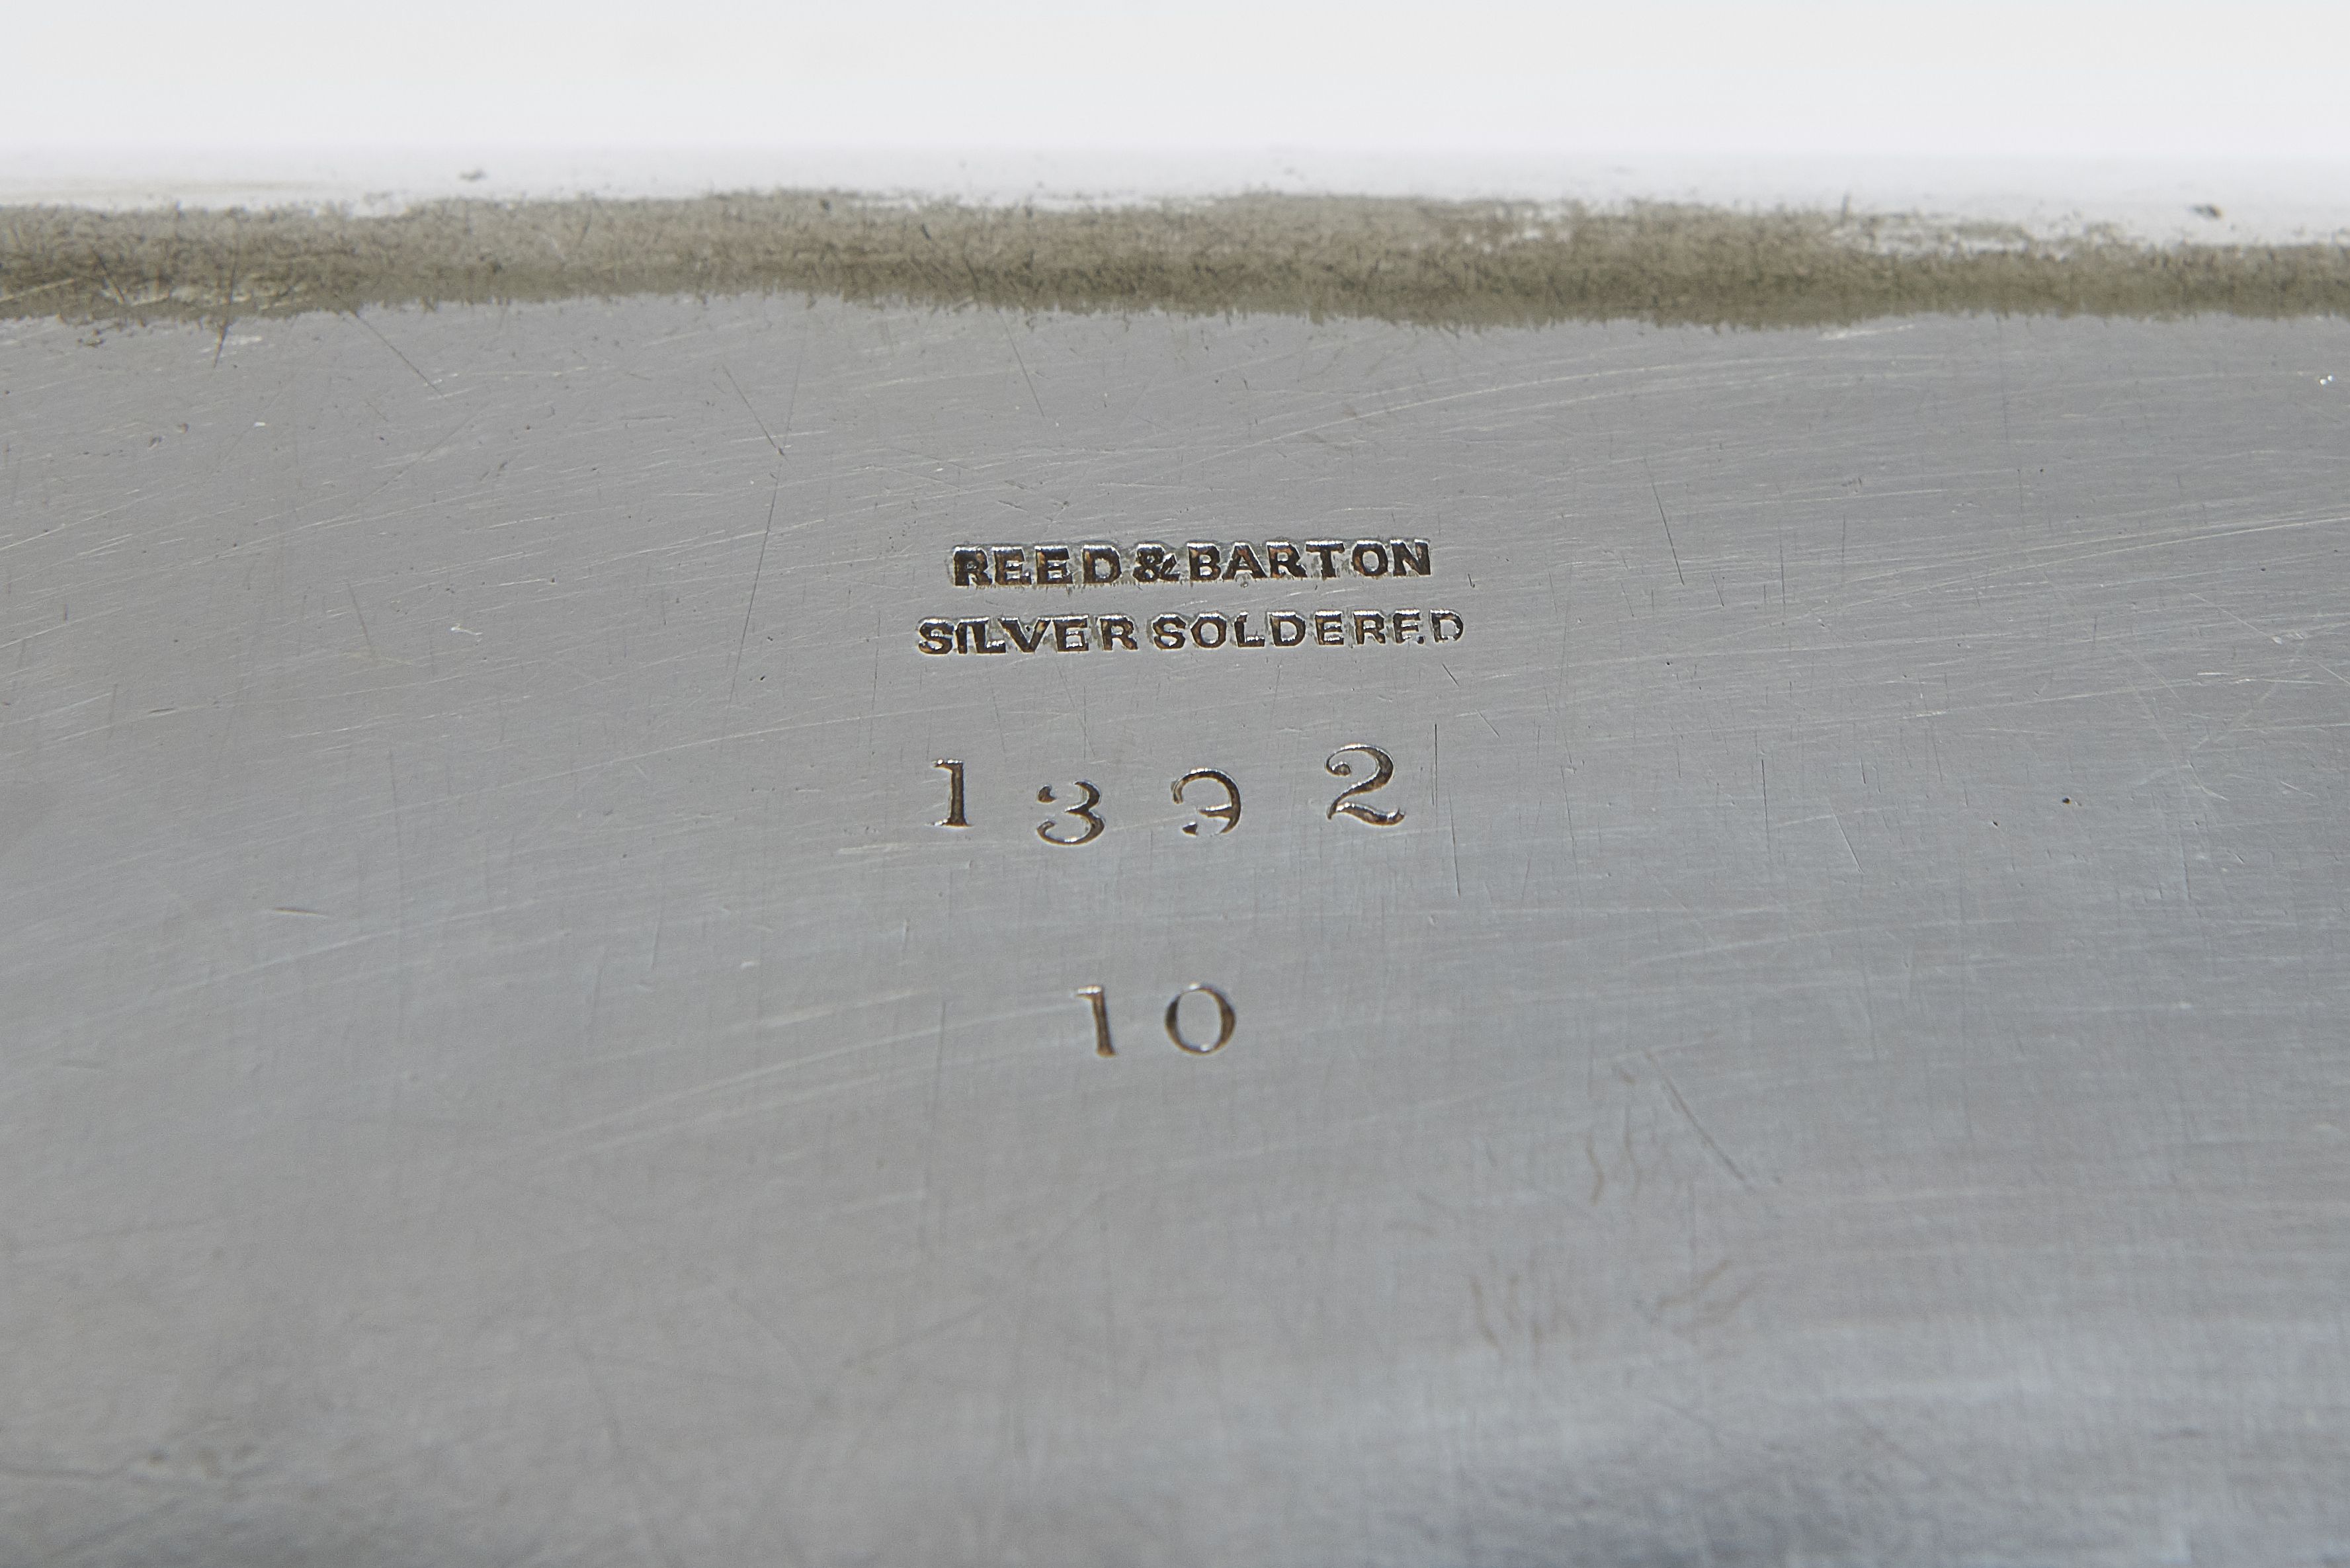 REED & BARTON
SILVER SOLDERED
1392
10